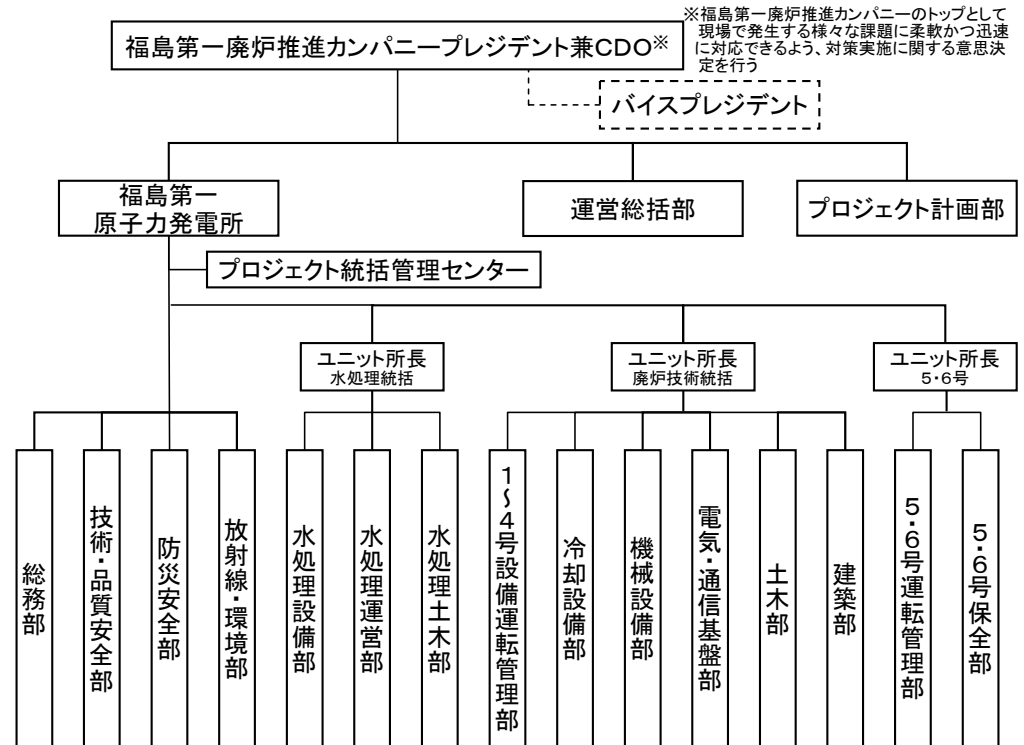 福島第一廃炉推進カンパニープレジデント兼CDO※
※福島第一廃炉推進カンパニーのトップとして
現場で発生する様々な課題に柔軟かつ迅速
に対応できるよう、対策実施に関する意思決
定を行う
バイスプレジデント
福島第一
原子力発電所
運営総括部
プロジェクト計画部
プロジェクト統括管理センター
ユニット所長
水処理統括
ユニット所長
廃炉技術統括
ユニット所長
5・6号
総務部
技術・品質安全部
防災安全部
放射線・環境部
水処理設備部
水処理運営部
水処理土木部
1~4号設備運転管理部
冷却設備部
機械設備部
電気・通信基盤部
土木部
建築部
5・6号運転管理部
5・6号保全部